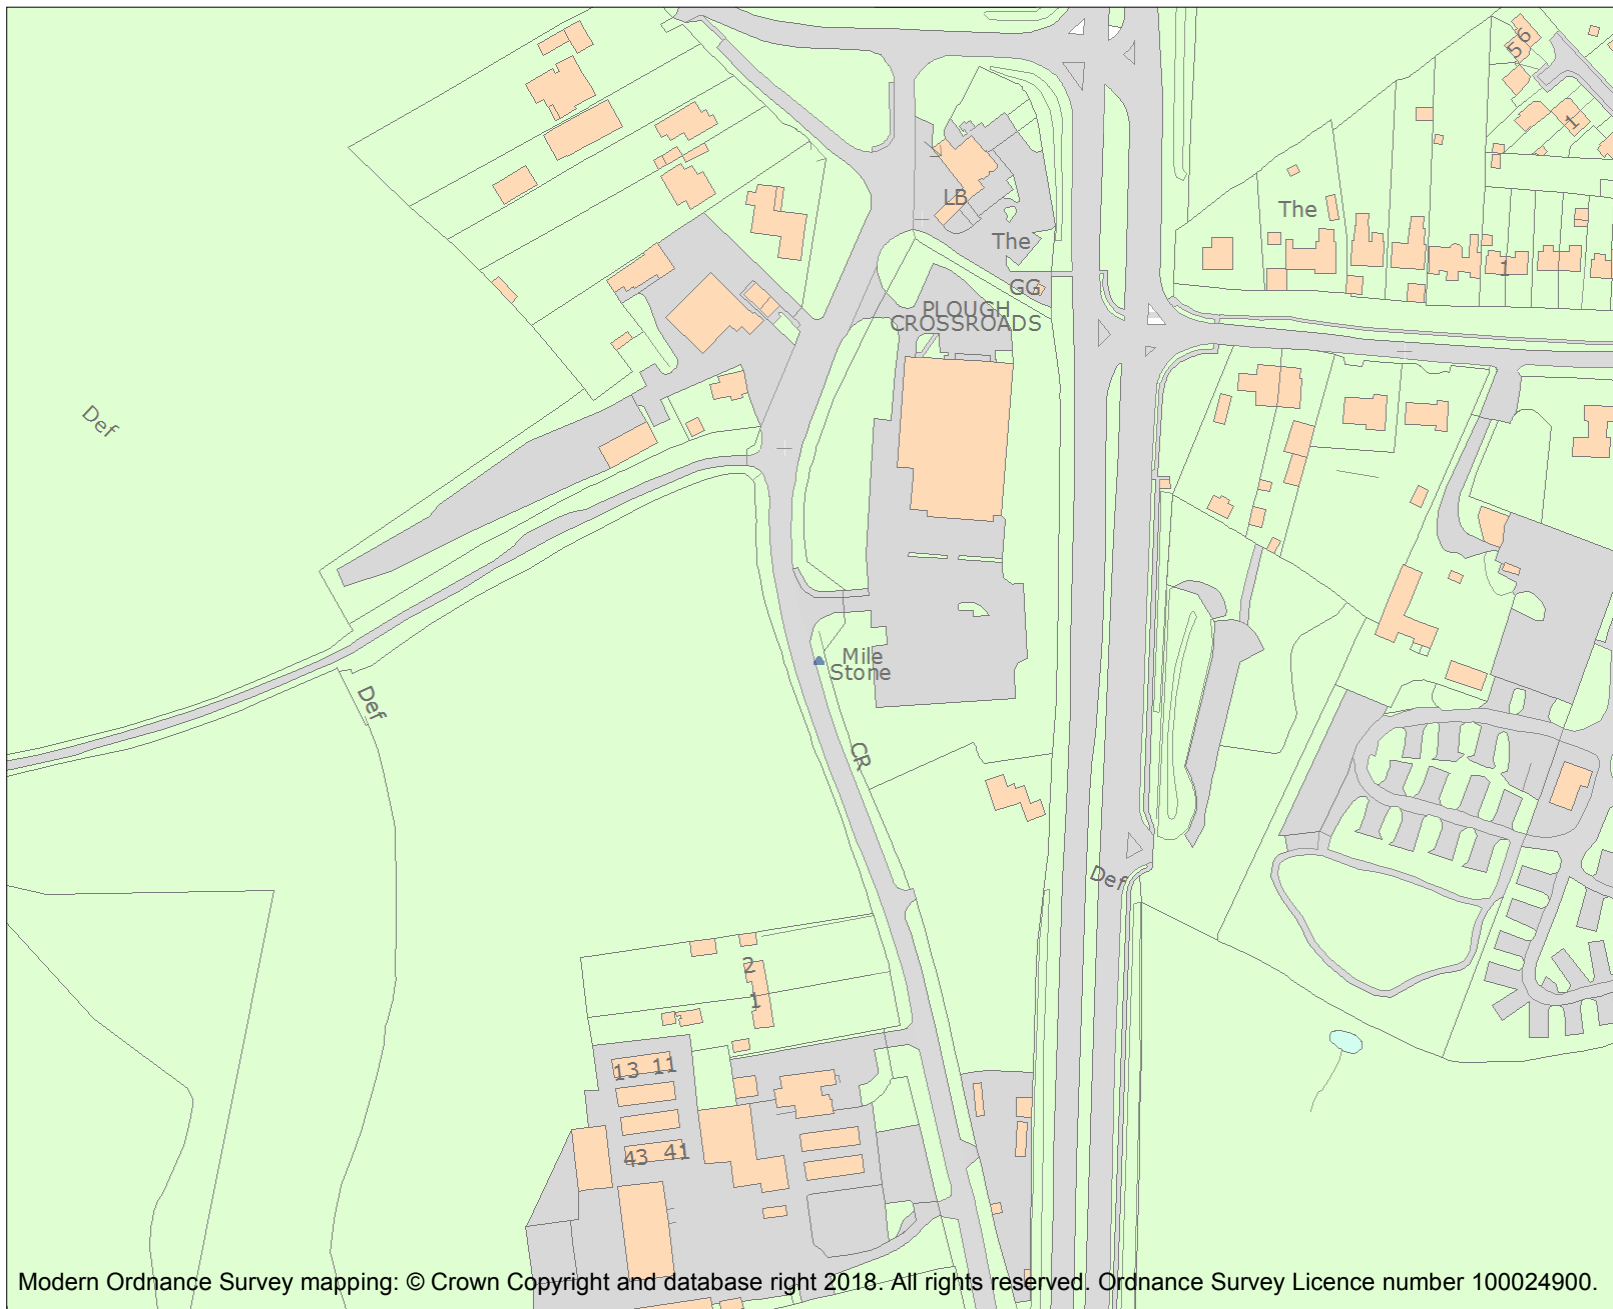 56
1
LB
The
The
GG
1
PLOUGH
CROSSROADS
Def
Mile
Stone
Def
CR
Def
2
1
13 11
43 41
Modern Ordnance Survey mapping: © Crown Copyright and database right 2018. All rights reserved. Ordnance Survey Licence number 100024900.